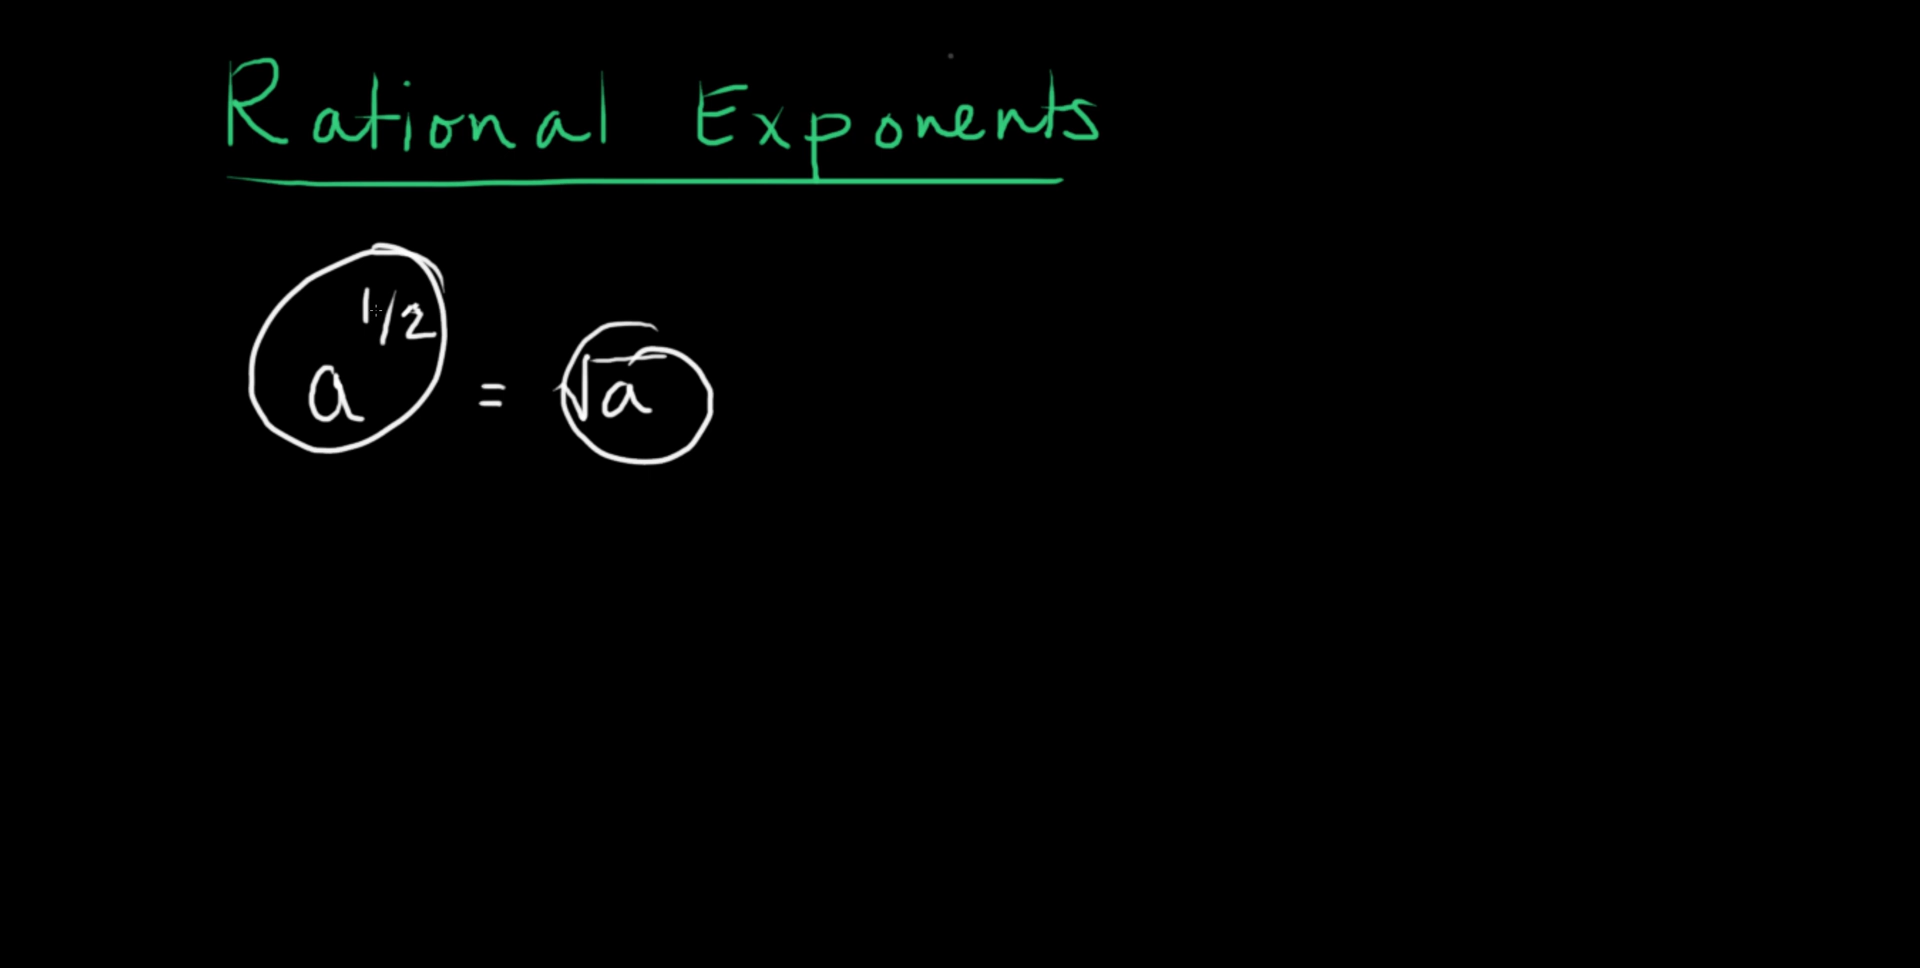 Rational Exponents
a^{1/2} = √a